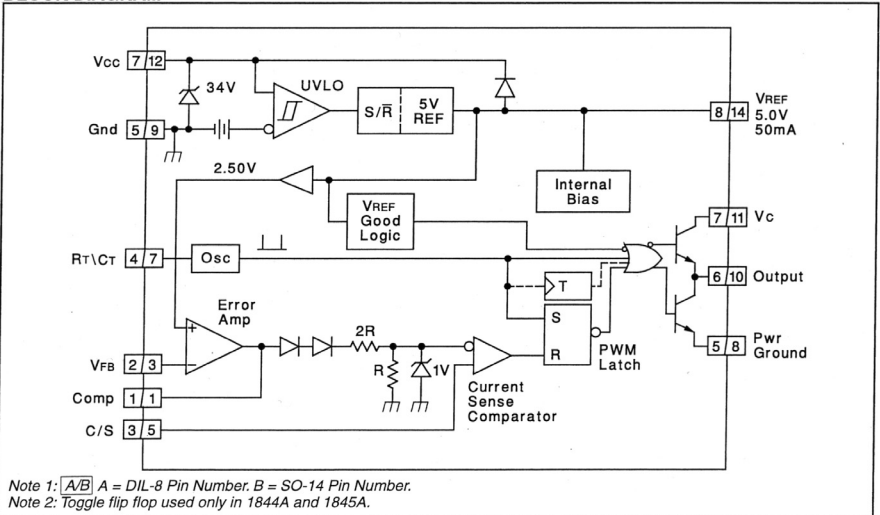 Vcc 7/12
34V
UVLO
S/R̅ 5V REF
8/14 VREF 5.0V 50mA
Gnd 5/9
2.50V
Internal Bias
VREF Good Logic
7/11 Vc
RT\CT 4/7
Osc
T
6/10 Output
Error Amp
S
R
PWM Latch
2R
R
1V
+
−
VFB 2/3
5/8 Pwr Ground
Current Sense Comparator
Comp 1/1
C/S 3/5
Note 1: A/B A = DIL-8 Pin Number. B = SO-14 Pin Number.
Note 2: Toggle flip flop used only in 1844A and 1845A.